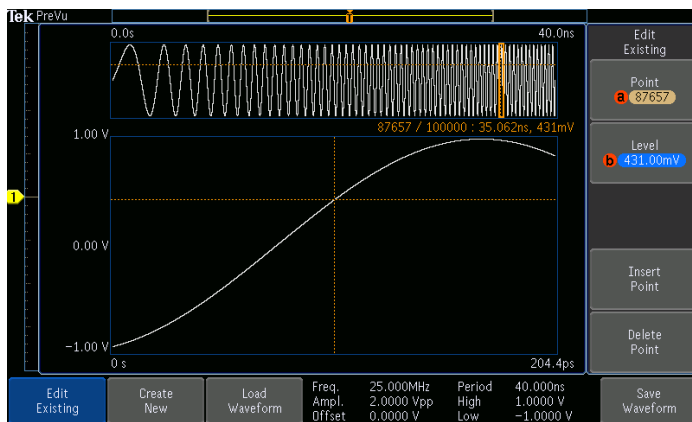 Tek PreVu
T
0.0s 40.0ns
87657 / 100000 : 35.062ns, 431mV
1.00 V
1
0.00 V
-1.00 V
0 s 204.4ps
Edit
Existing
Point
a 87657
Level
b 431.00mV
Insert
Point
Delete
Point
Edit
Existing
Create
New
Load
Waveform
Freq. 25.000MHz Period 40.000ns
Ampl. 2.0000 Vpp High 1.0000 V
Offset 0.0000 V Low -1.0000 V
Save
Waveform